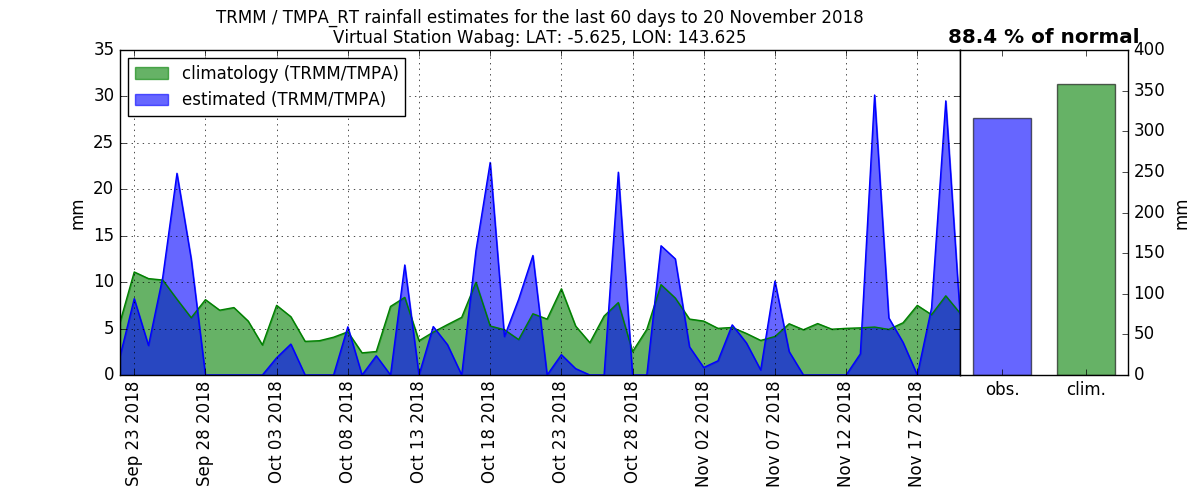 TRMM / TMPA_RT rainfall estimates for the last 60 days to 20 November 2018
Virtual Station Wabag: LAT: -5.625, LON: 143.625
88.4 % of normal
climatology (TRMM/TMPA)
estimated (TRMM/TMPA)
mm
35
30
25
20
15
10
5
0
Sep 23 2018
Sep 28 2018
Oct 03 2018
Oct 08 2018
Oct 13 2018
Oct 18 2018
Oct 23 2018
Oct 28 2018
Nov 02 2018
Nov 07 2018
Nov 12 2018
Nov 17 2018
obs.
clim.
400
350
300
250
200
150
100
50
0
mm